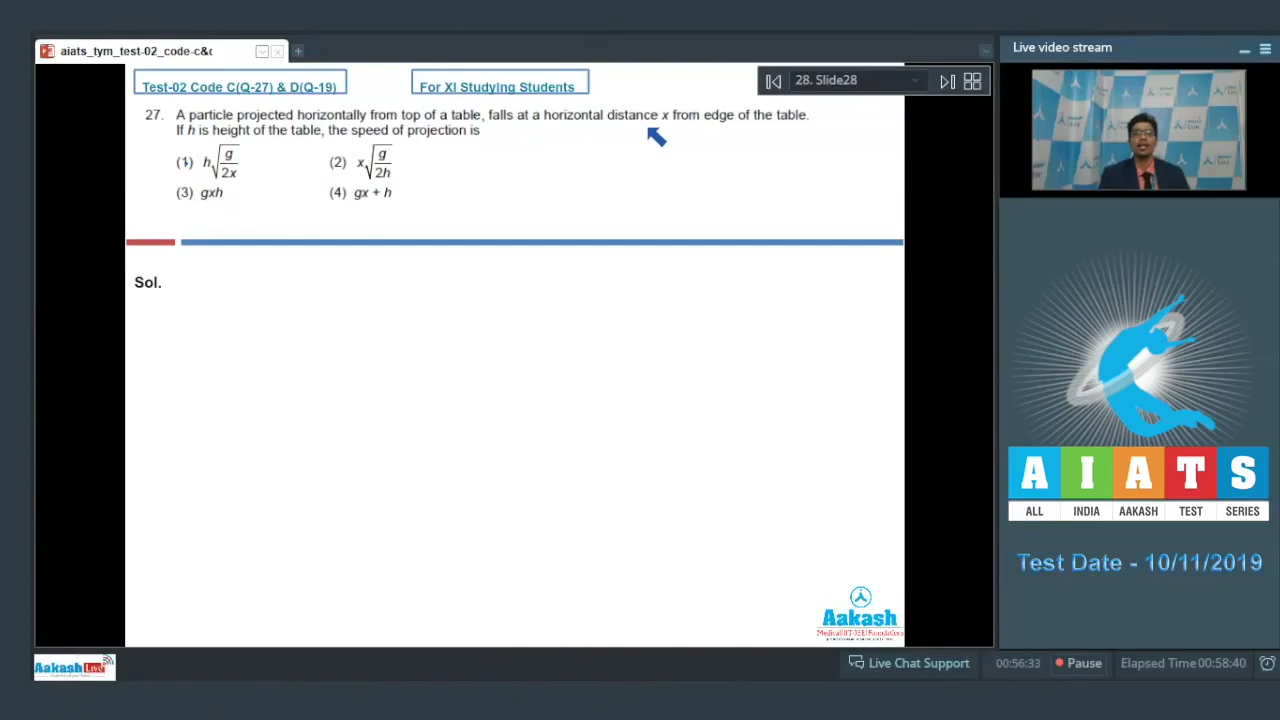 aiats_tym_test-02_code-c&c
Live video stream
Test-02 Code C(Q-27) & D(Q-19)
For XI Studying Students
28. Slide28
27. A particle projected horizontally from top of a table, falls at a horizontal distance x from edge of the table.
If h is height of the table, the speed of projection is
(1) h√(g/2x) (2) x√(g/2h)
(3) gxh (4) gx + h
Sol.
A I A T S
ALL INDIA AAKASH TEST SERIES
Test Date - 10/11/2019
Aakash
Medical|IIT-JEE|Foundations
Aakash Live
Live Chat Support
00:56:33
Pause
Elapsed Time 00:58:40